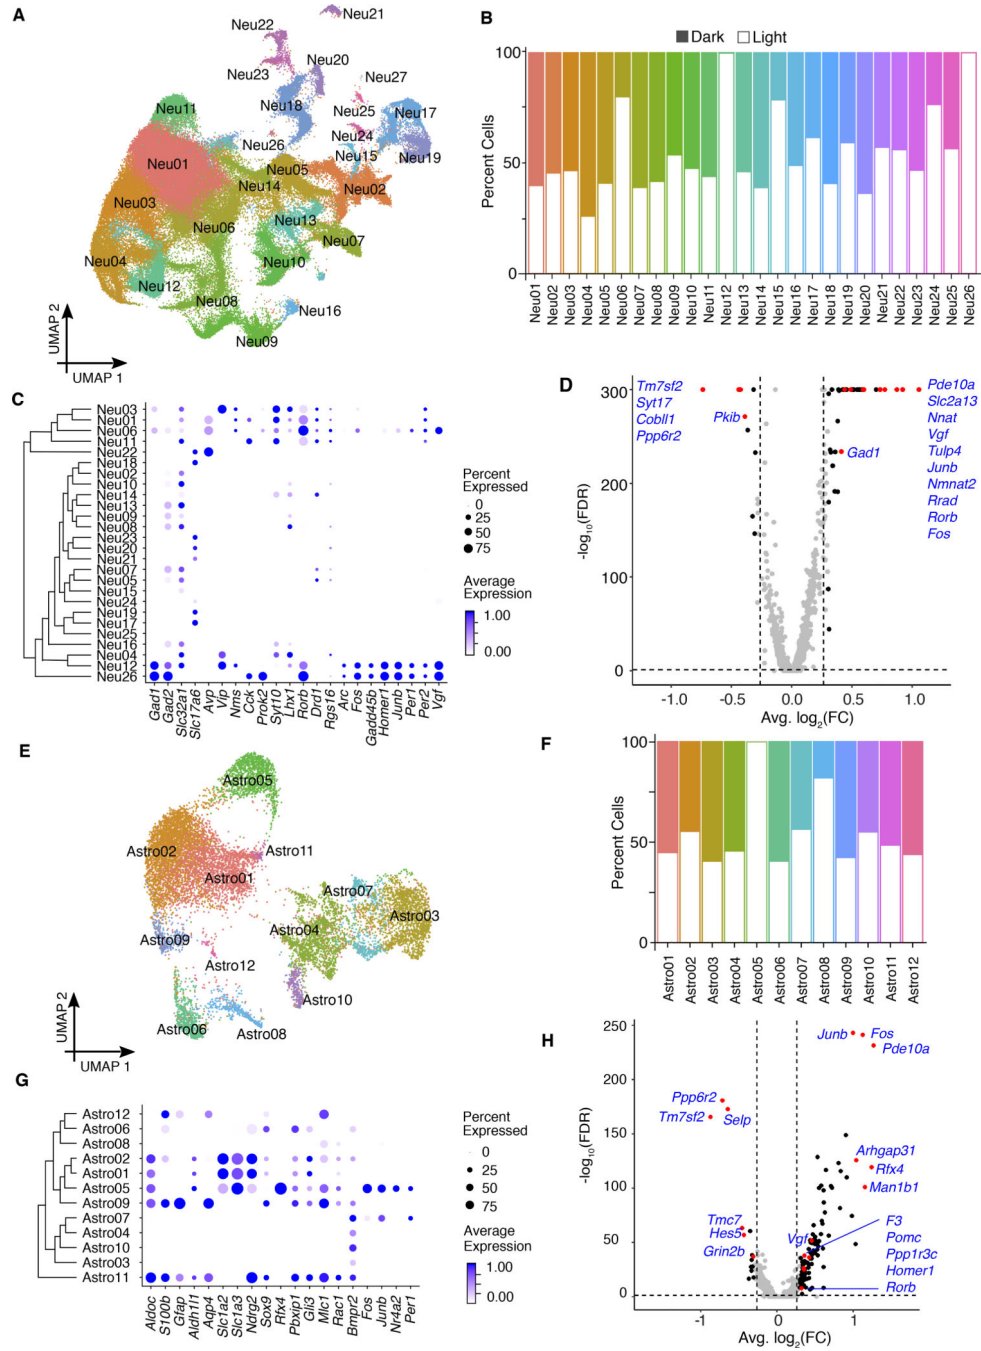 A
Neu21
Neu22
Neu20
Neu23
Neu27
Neu18
Neu25
Neu17
Neu11
Neu24
Neu26
Neu15
Neu19
Neu01
Neu05
Neu14
Neu02
Neu03
Neu13
Neu06
Neu07
Neu04
Neu10
Neu12
Neu08
Neu16
Neu09
UMAP 2
UMAP 1
B
Dark
Light
Percent Cells
100
50
0
Neu01
Neu02
Neu03
Neu04
Neu05
Neu06
Neu07
Neu08
Neu09
Neu10
Neu11
Neu12
Neu13
Neu14
Neu15
Neu16
Neu17
Neu18
Neu19
Neu20
Neu21
Neu22
Neu23
Neu24
Neu25
Neu26
C
Neu03
Neu01
Neu06
Neu11
Neu22
Neu18
Neu02
Neu10
Neu14
Neu13
Neu09
Neu08
Neu23
Neu20
Neu21
Neu07
Neu05
Neu15
Neu24
Neu19
Neu17
Neu25
Neu16
Neu04
Neu12
Neu26
Gad1
Gad2
Slc32a1
Slc17a6
Avp
Vip
Nms
Cck
Prok2
Syt10
Lhx1
Rorb
Drd1
Rgs16
Arc
Fos
Gadd45b
Homer1
Junb
Per1
Per2
Vgf
Percent
Expressed
0
25
50
75
Average
Expression
1.00
0.00
D
300
200
100
0
-log10(FDR)
-1.0
-0.5
0.0
0.5
1.0
Avg. log2(FC)
Tm7sf2
Syt17
Cobll1
Ppp6r2
Pkib
Gad1
Pde10a
Slc2a13
Nnat
Vgf
Tulp4
Junb
Nmnat2
Rrad
Rorb
Fos
E
Astro05
Astro02
Astro11
Astro01
Astro07
Astro03
Astro04
Astro09
Astro12
Astro10
Astro06
Astro08
UMAP 2
UMAP 1
F
Percent Cells
100
50
0
Astro01
Astro02
Astro03
Astro04
Astro05
Astro06
Astro07
Astro08
Astro09
Astro10
Astro11
Astro12
G
Astro12
Astro06
Astro08
Astro02
Astro01
Astro05
Astro09
Astro07
Astro04
Astro10
Astro03
Astro11
Aldoc
S100b
Gfap
Aldh1l1
Aqp4
Slc1a2
Slc1a3
Ndrg2
Sox9
Rfx4
Pbxip1
Gli3
Mlc1
Rac1
Bmpr2
Fos
Junb
Nr4a2
Per1
Percent
Expressed
0
25
50
75
Average
Expression
1.00
0.00
H
250
200
150
100
50
0
-log10(FDR)
-1
0
1
Avg. log2(FC)
Junb
Fos
Pde10a
Ppp6r2
Tm7sf2
Selp
Arhgap31
Rfx4
Man1b1
Tmc7
Hes5
Grin2b
Vgf
F3
Pomc
Ppp1r3c
Homer1
Rorb